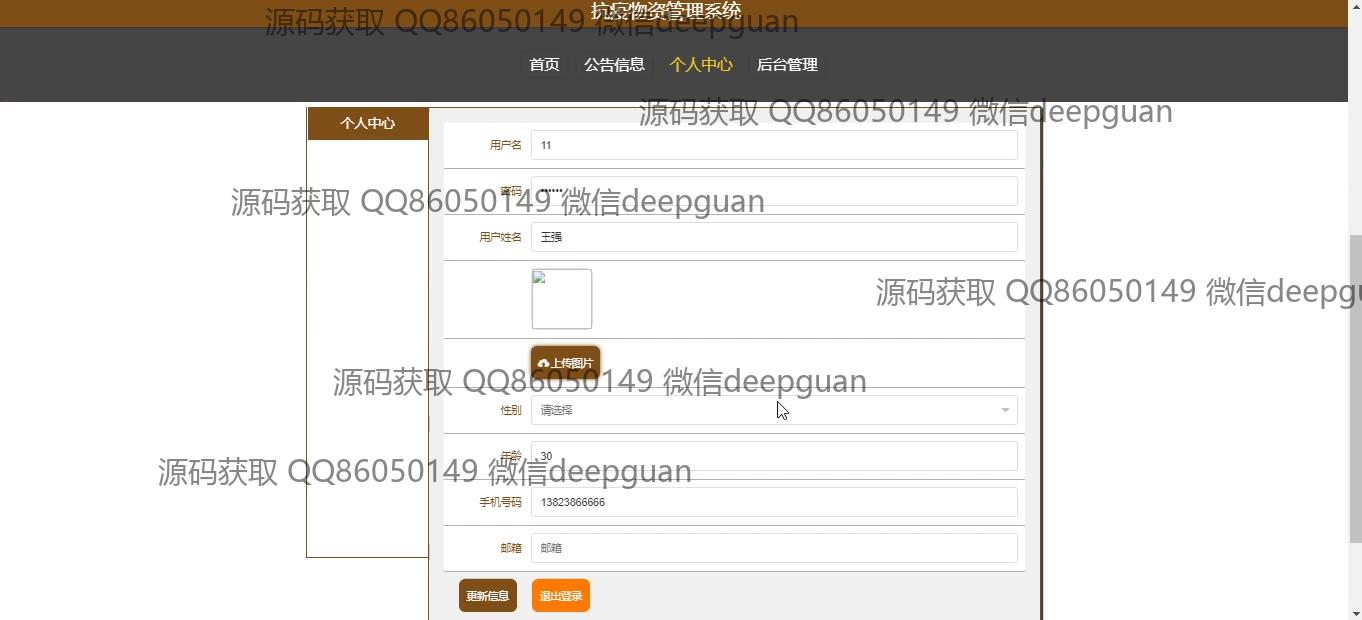 抗疫物资管理系统
源码获取 QQ86050149 微信deepguan
首页 公告信息 个人中心 后台管理
源码获取 QQ86050149 微信deepguan
个人中心
用户名 11
密码 ••••••
源码获取 QQ86050149 微信deepguan
用户姓名 王强
源码获取 QQ86050149 微信deepgu
上传图片
源码获取 QQ86050149 微信deepguan
性别 请选择
年龄 30
源码获取 QQ86050149 微信deepguan
手机号码 13823866666
邮箱 邮箱
更新信息 退出登录